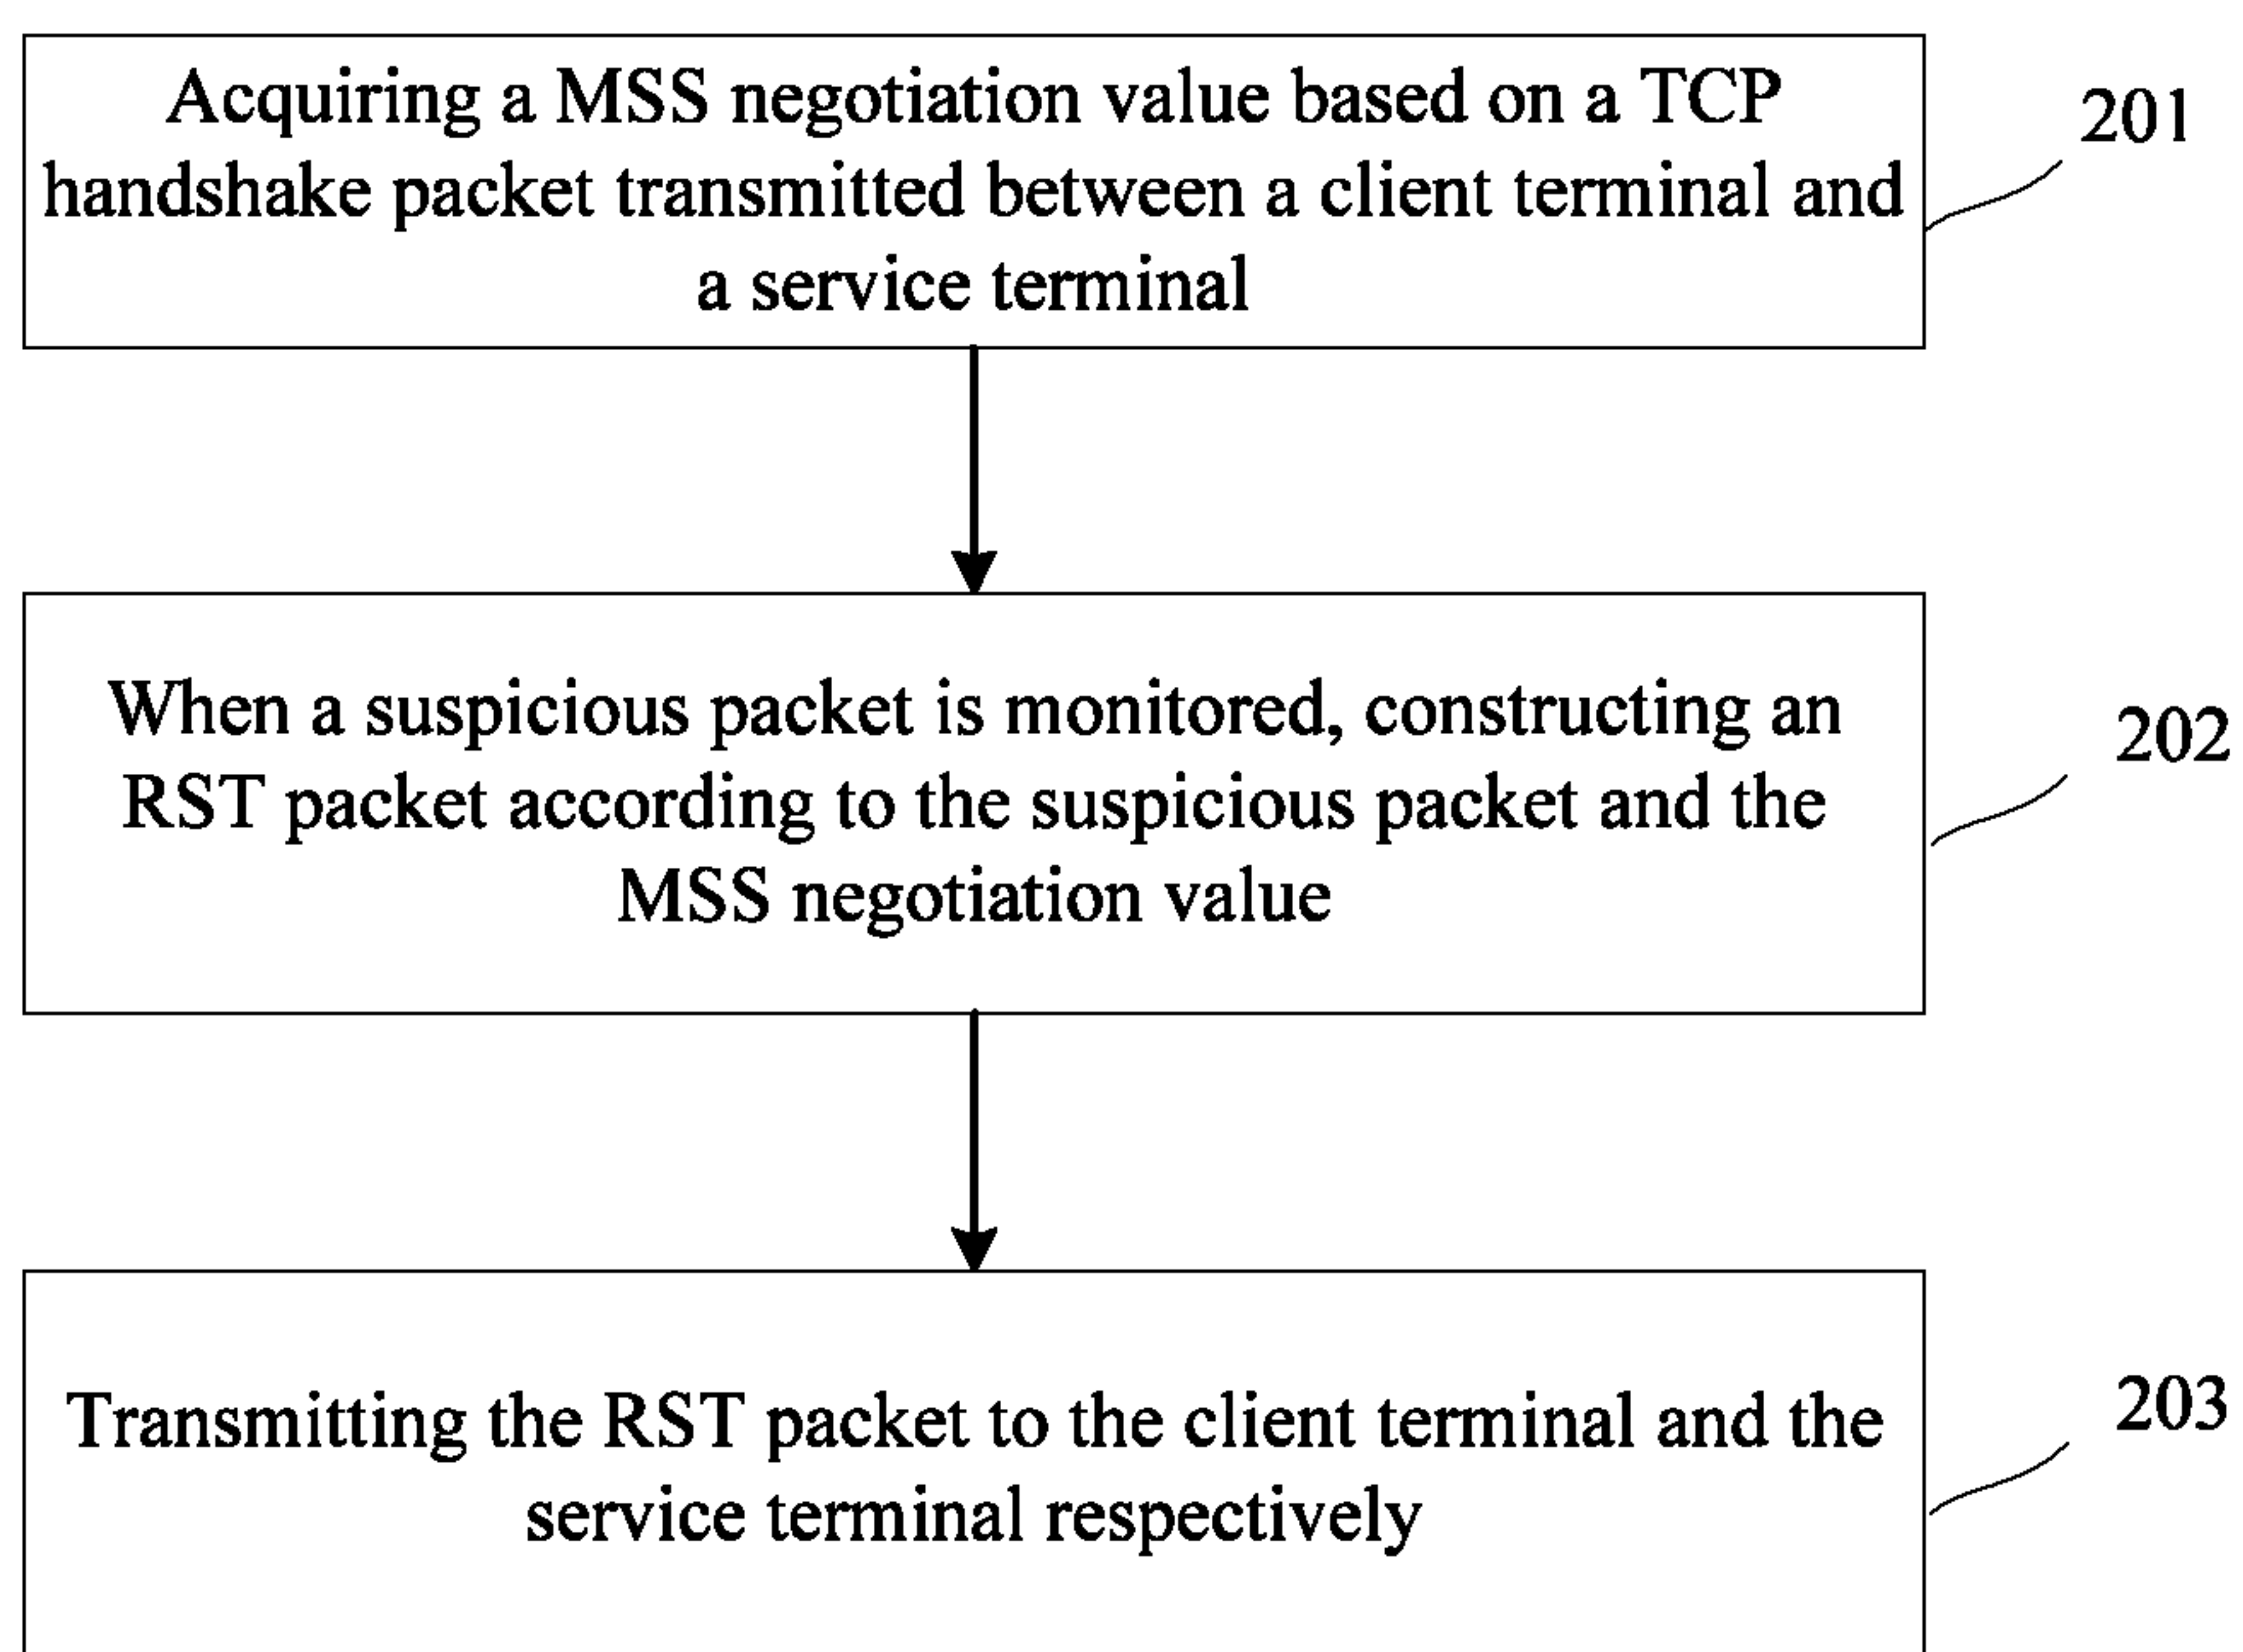 Acquiring a MSS negotiation value based on a TCP
handshake packet transmitted between a client terminal and
a service terminal
201
When a suspicious packet is monitored, constructing an
RST packet according to the suspicious packet and the
MSS negotiation value
202
Transmitting the RST packet to the client terminal and the
service terminal respectively
203